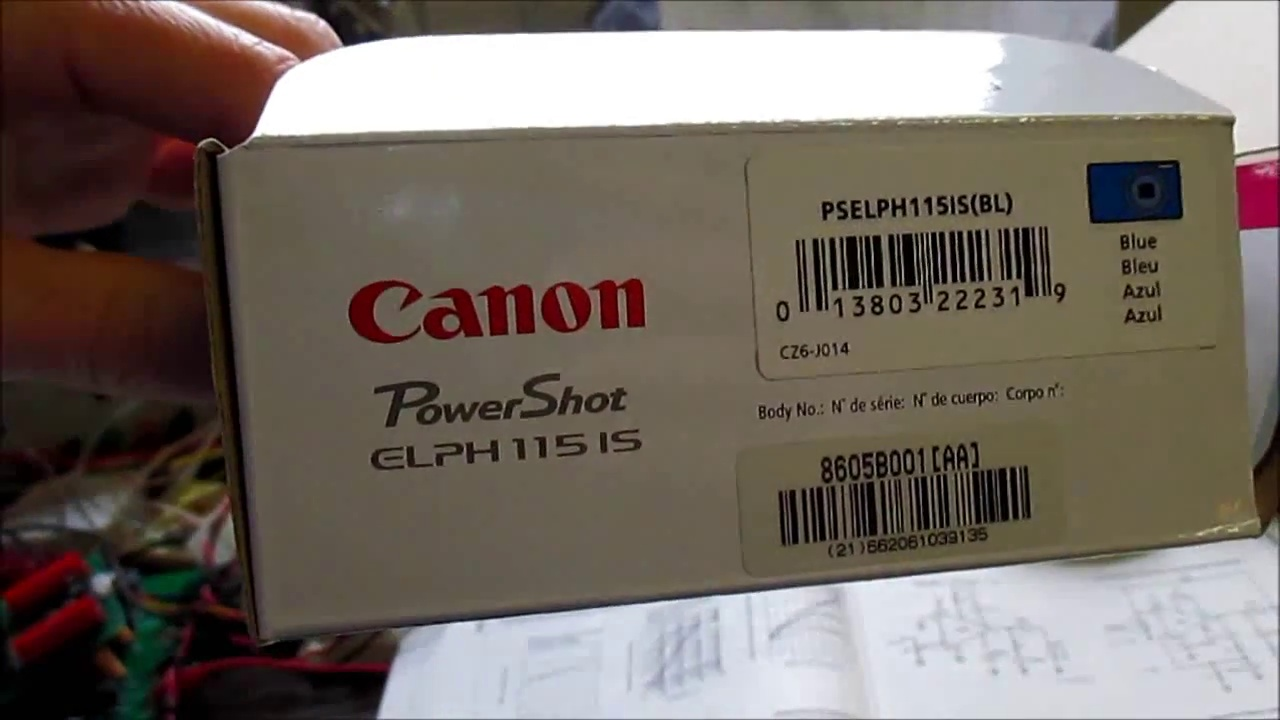 Canon
PowerShot
ELPH 115 IS
PSELPH115IS(BL)
0 13803 22231 9
CZ6-J014
Blue
Bleu
Azul
Azul
Body No.: N° de série: N° de cuerpo: Corpo n°:
8605B001[AA]
(21)662061039135